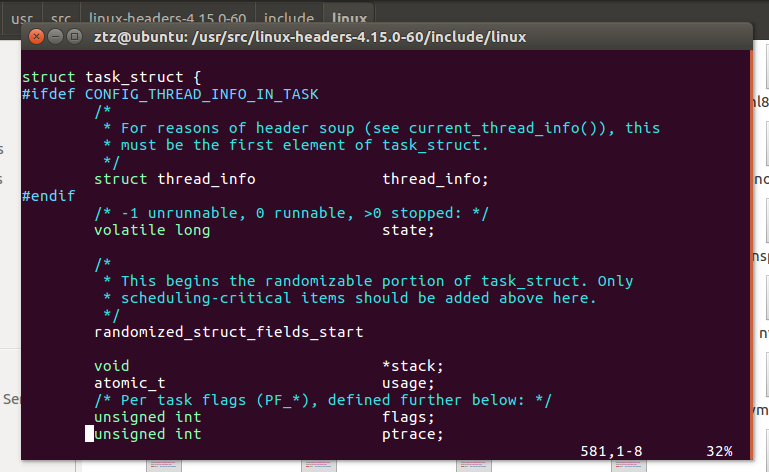 usr src linux-headers-4.15.0-60 include linux
ztz@ubuntu: /usr/src/linux-headers-4.15.0-60/include/linux
struct task_struct {
#ifdef CONFIG_THREAD_INFO_IN_TASK
/*
* For reasons of header soup (see current_thread_info()), this
* must be the first element of task_struct.
*/
struct thread_info thread_info;
#endif
/* -1 unrunnable, 0 runnable, >0 stopped: */
volatile long state;
/*
* This begins the randomizable portion of task_struct. Only
* scheduling-critical items should be added above here.
*/
randomized_struct_fields_start
void *stack;
atomic_t usage;
/* Per task flags (PF_*), defined further below: */
unsigned int flags;
unsigned int ptrace;
581,1-8 32%